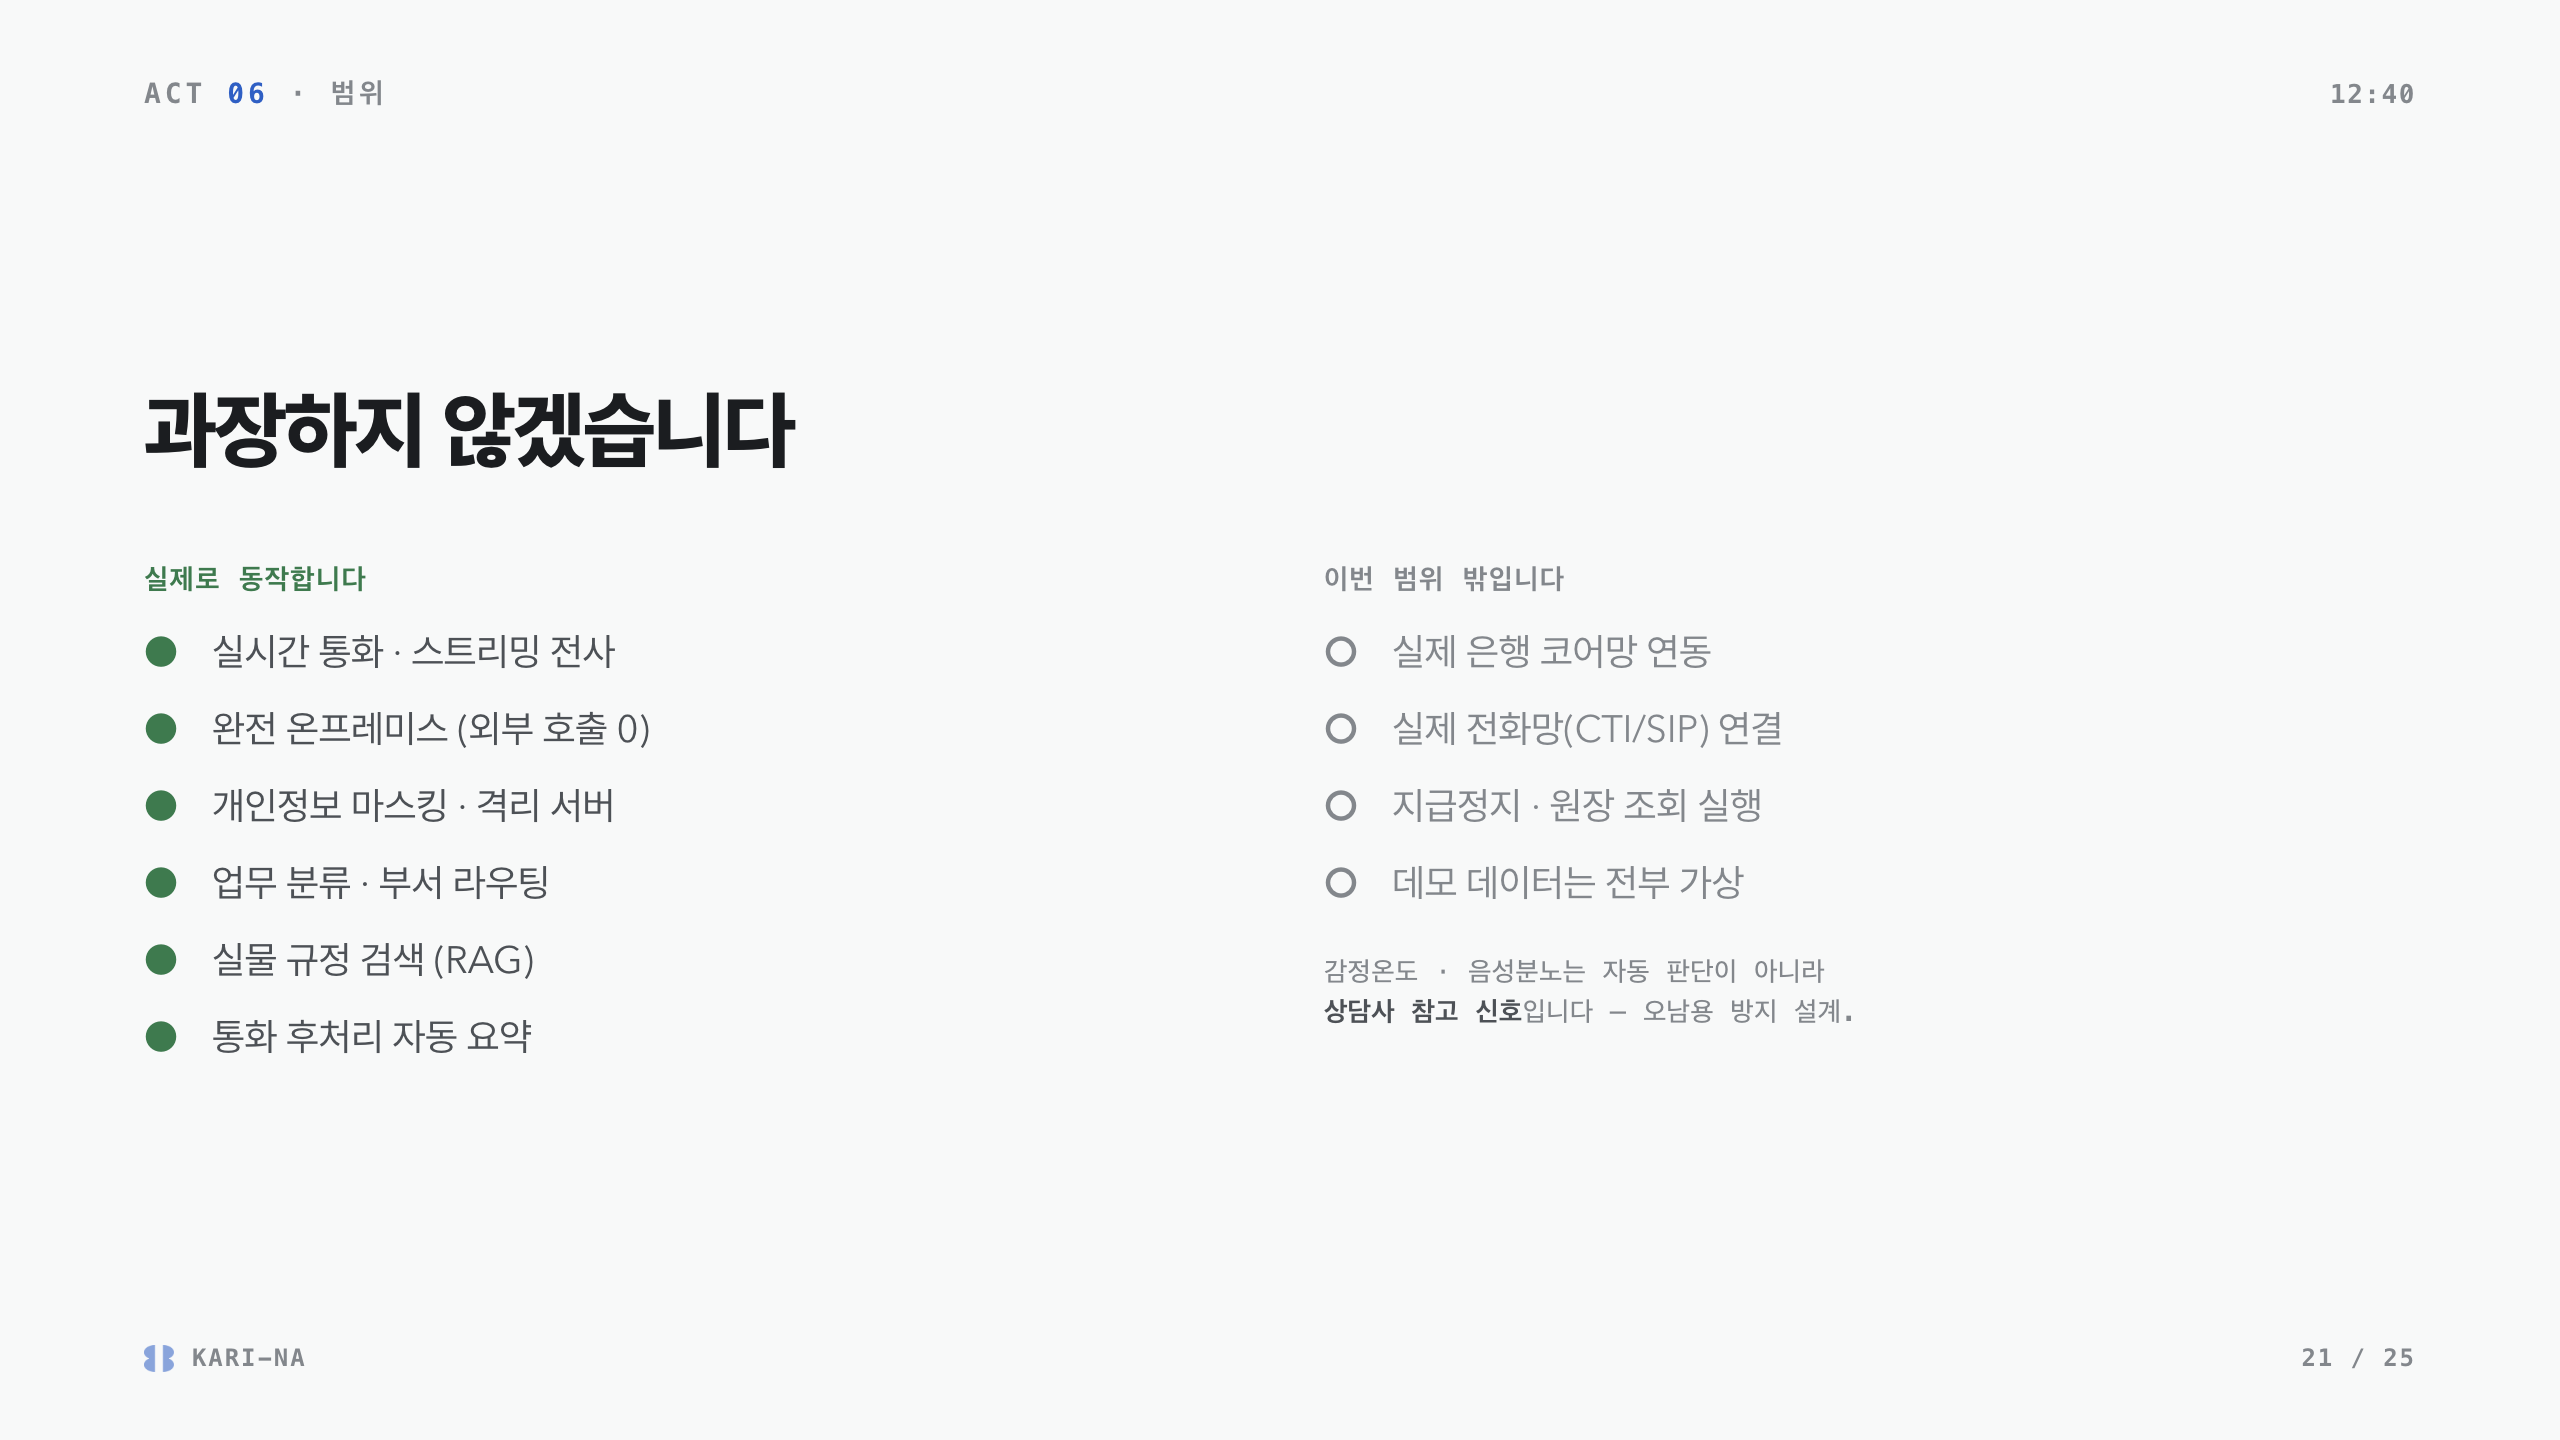 ACT 06 · 범위
12:40
과장하지 않겠습니다
실제로 동작합니다
실시간 통화 · 스트리밍 전사
완전 온프레미스 (외부 호출 0)
개인정보 마스킹 · 격리 서버
업무 분류 · 부서 라우팅
실물 규정 검색 (RAG)
통화 후처리 자동 요약
이번 범위 밖입니다
실제 은행 코어망 연동
실제 전화망(CTI/SIP) 연결
지급정지 · 원장 조회 실행
데모 데이터는 전부 가상
감정온도 · 음성분노는 자동 판단이 아니라
상담사 참고 신호입니다 — 오남용 방지 설계.
KARI-NA
21 / 25